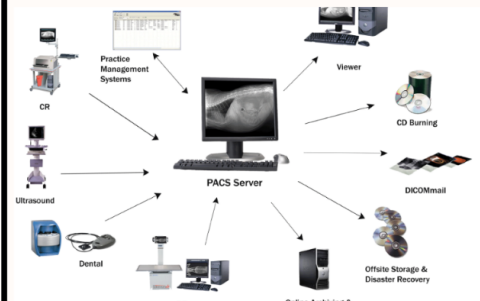 Practice
Management
Systems
Viewer
CR
CD Burning
PACS Server
DICOMmail
Ultrasound
Dental
Offsite Storage &
Disaster Recovery